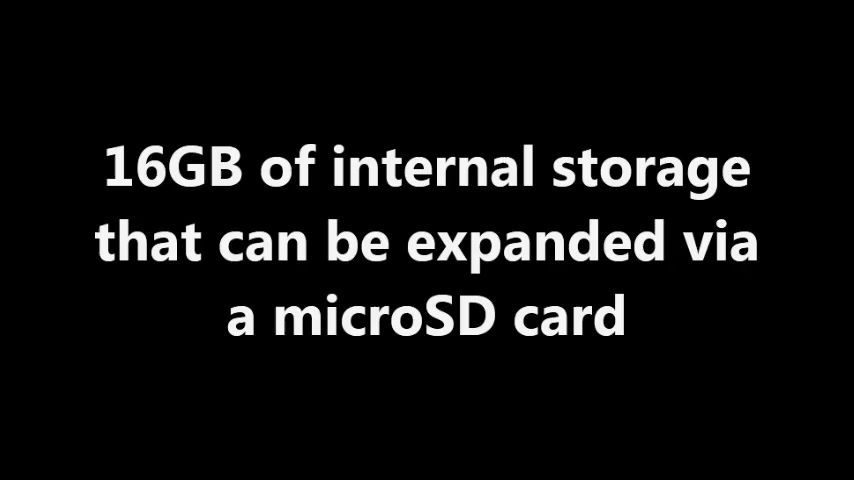 16GB of internal storage
that can be expanded via
a microSD card